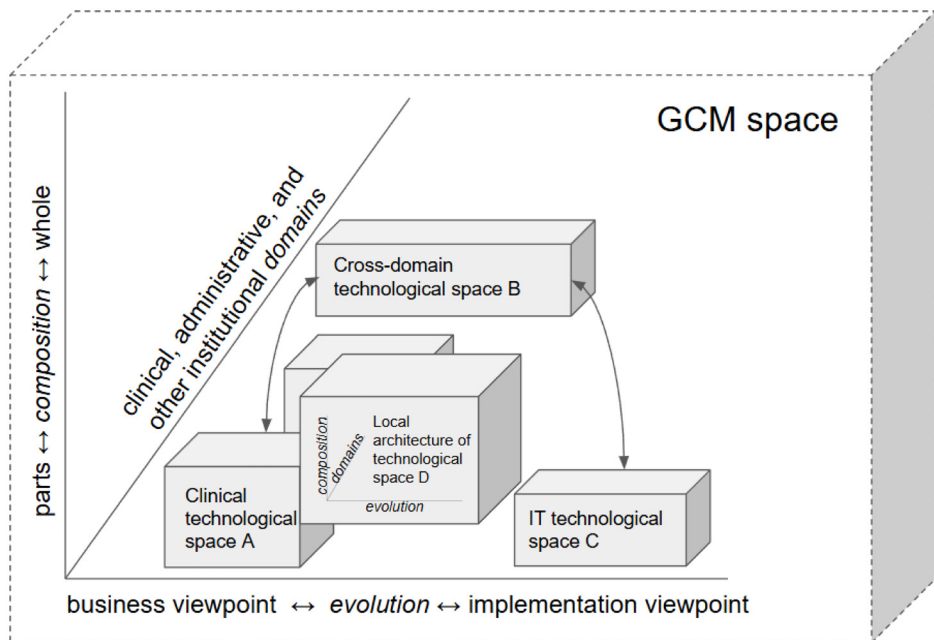 GCM space
parts ↔ composition ↔ whole
clinical, administrative, and
other institutional domains
Cross-domain
technological space B
Local
architecture of
technological
space D
composition
domains
evolution
Clinical
technological
space A
IT technological
space C
business viewpoint ↔ evolution ↔ implementation viewpoint